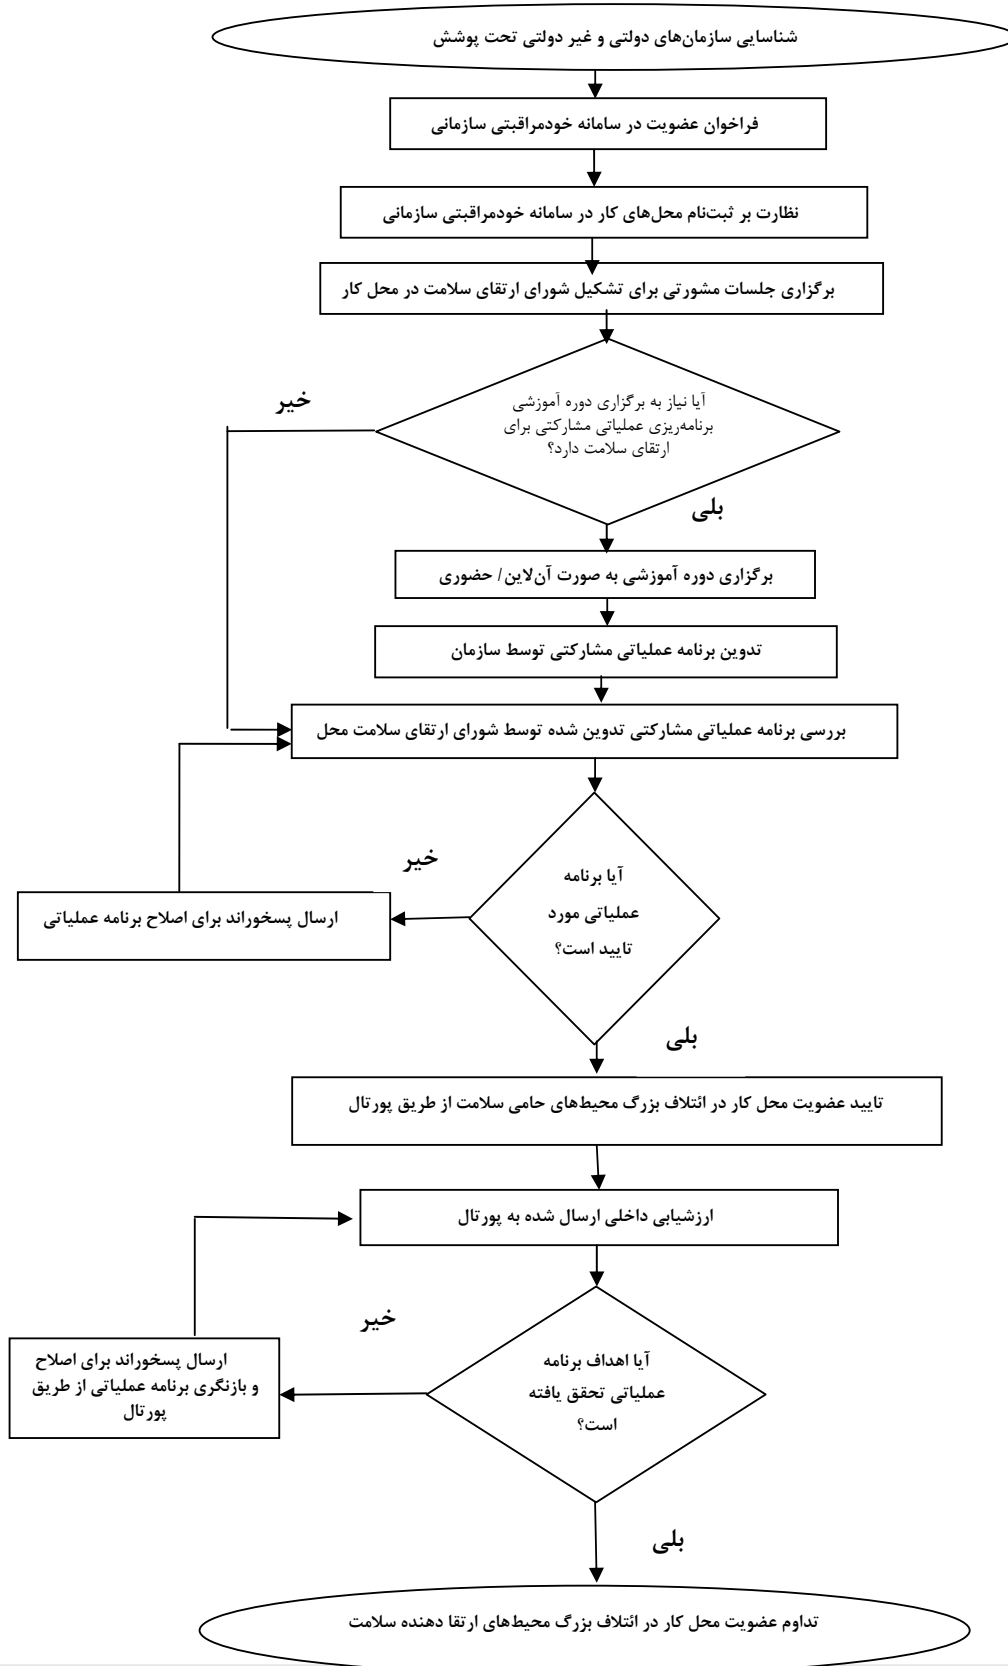 شناسایی سازمان‌های دولتی و غیر دولتی تحت پوشش
فراخوان عضویت در سامانه خودمراقبتی سازمانی
نظارت بر ثبت‌نام محل‌های کار در سامانه خودمراقبتی سازمانی
برگزاری جلسات مشورتی برای تشکیل شورای ارتقای سلامت در محل کار
آیا نیاز به برگزاری دوره آموزشی
برنامه‌ریزی عملیاتی مشارکتی برای
ارتقای سلامت دارد؟
خیر
بلی
برگزاری دوره آموزشی به صورت آن‌لاین/ حضوری
تدوین برنامه عملیاتی مشارکتی توسط سازمان
بررسی برنامه عملیاتی مشارکتی تدوین شده توسط شورای ارتقای سلامت محل
آیا برنامه
عملیاتی مورد
تایید است؟
خیر
ارسال پسخوراند برای اصلاح برنامه عملیاتی
بلی
تایید عضویت محل کار در ائتلاف بزرگ محیط‌های حامی سلامت از طریق پورتال
ارزشیابی داخلی ارسال شده به پورتال
آیا اهداف برنامه
عملیاتی تحقق یافته
است؟
خیر
ارسال پسخوراند برای اصلاح
و بازنگری برنامه عملیاتی از طریق
پورتال
بلی
تداوم عضویت محل کار در ائتلاف بزرگ محیط‌های ارتقا دهنده سلامت